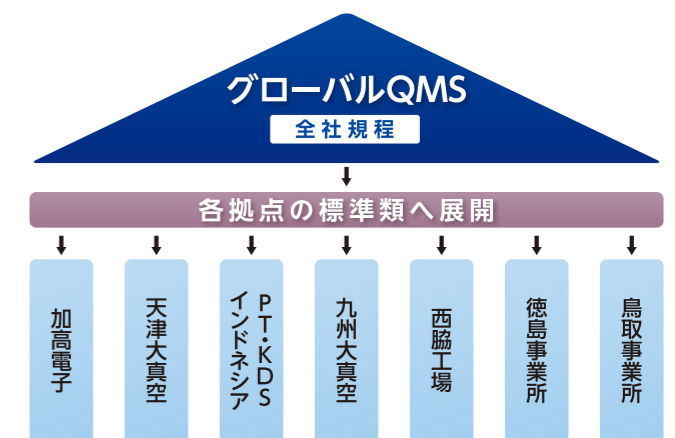 グローバルQMS
全社規程
各拠点の標準類へ展開
加高電子
天津大真空
PT・KDS
インドネシア
九州大真空
西脇工場
徳島事業所
鳥取事業所